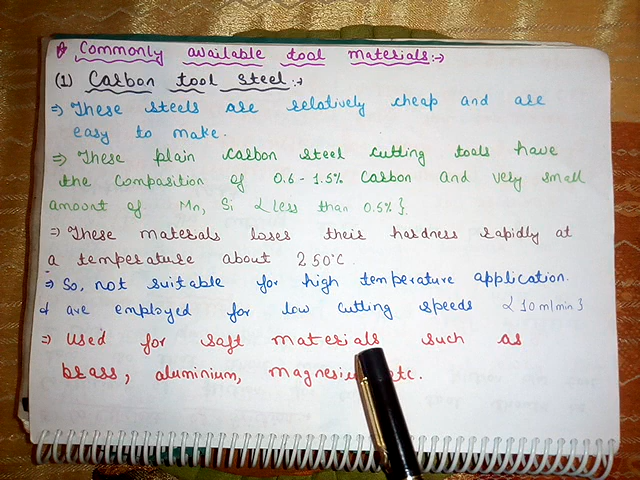 Commonly available tool materials:→
(1) Carbon tool steel:→
⇒ These steels are relatively cheap and are
easy to make.
⇒ These plain carbon steel cutting tools have
the composition of 0.6 - 1.5% Carbon and very small
amount of Mn, Si {less than 0.5%}.
⇒ These materials loses their hardness rapidly at
a temperature about 250°C.
⇒ So, not suitable for high temperature application.
& are employed for low cutting speeds {10m/min}
⇒ used for soft materials such as
brass, aluminium, magnesium etc.